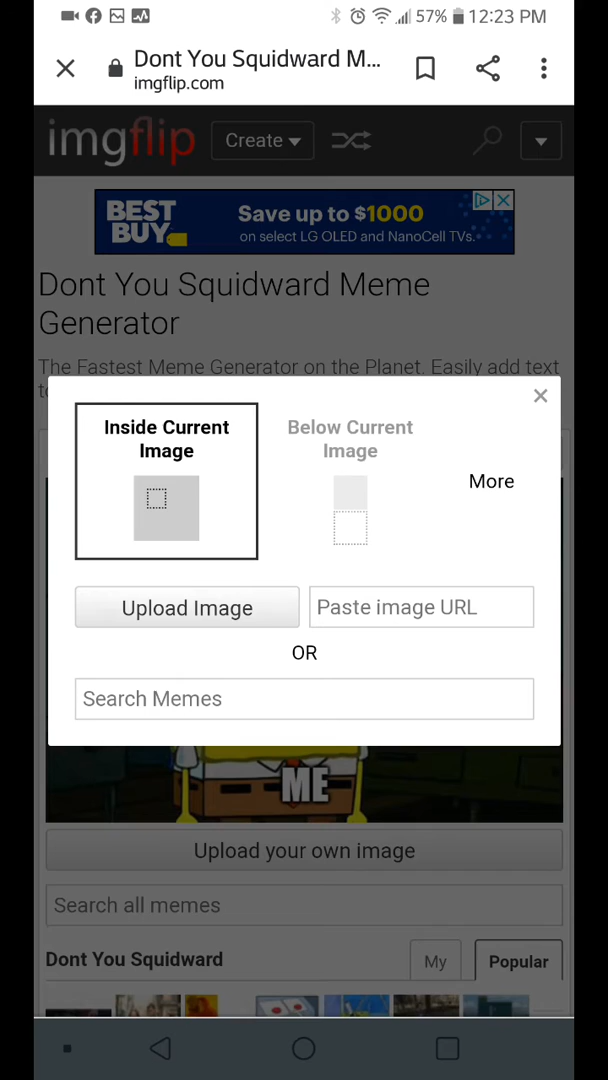 57% 12:23 PM
Dont You Squidward M...
imgflip.com
imgflip Create
BEST BUY
Save up to $1000
on select LG OLED and NanoCell TVs.
Dont You Squidward Meme
Generator
The Fastest Meme Generator on the Planet. Easily add text
Inside Current
Image
Below Current
Image
More
Upload Image
Paste image URL
OR
Search Memes
ME
Upload your own image
Search all memes
Dont You Squidward
My
Popular